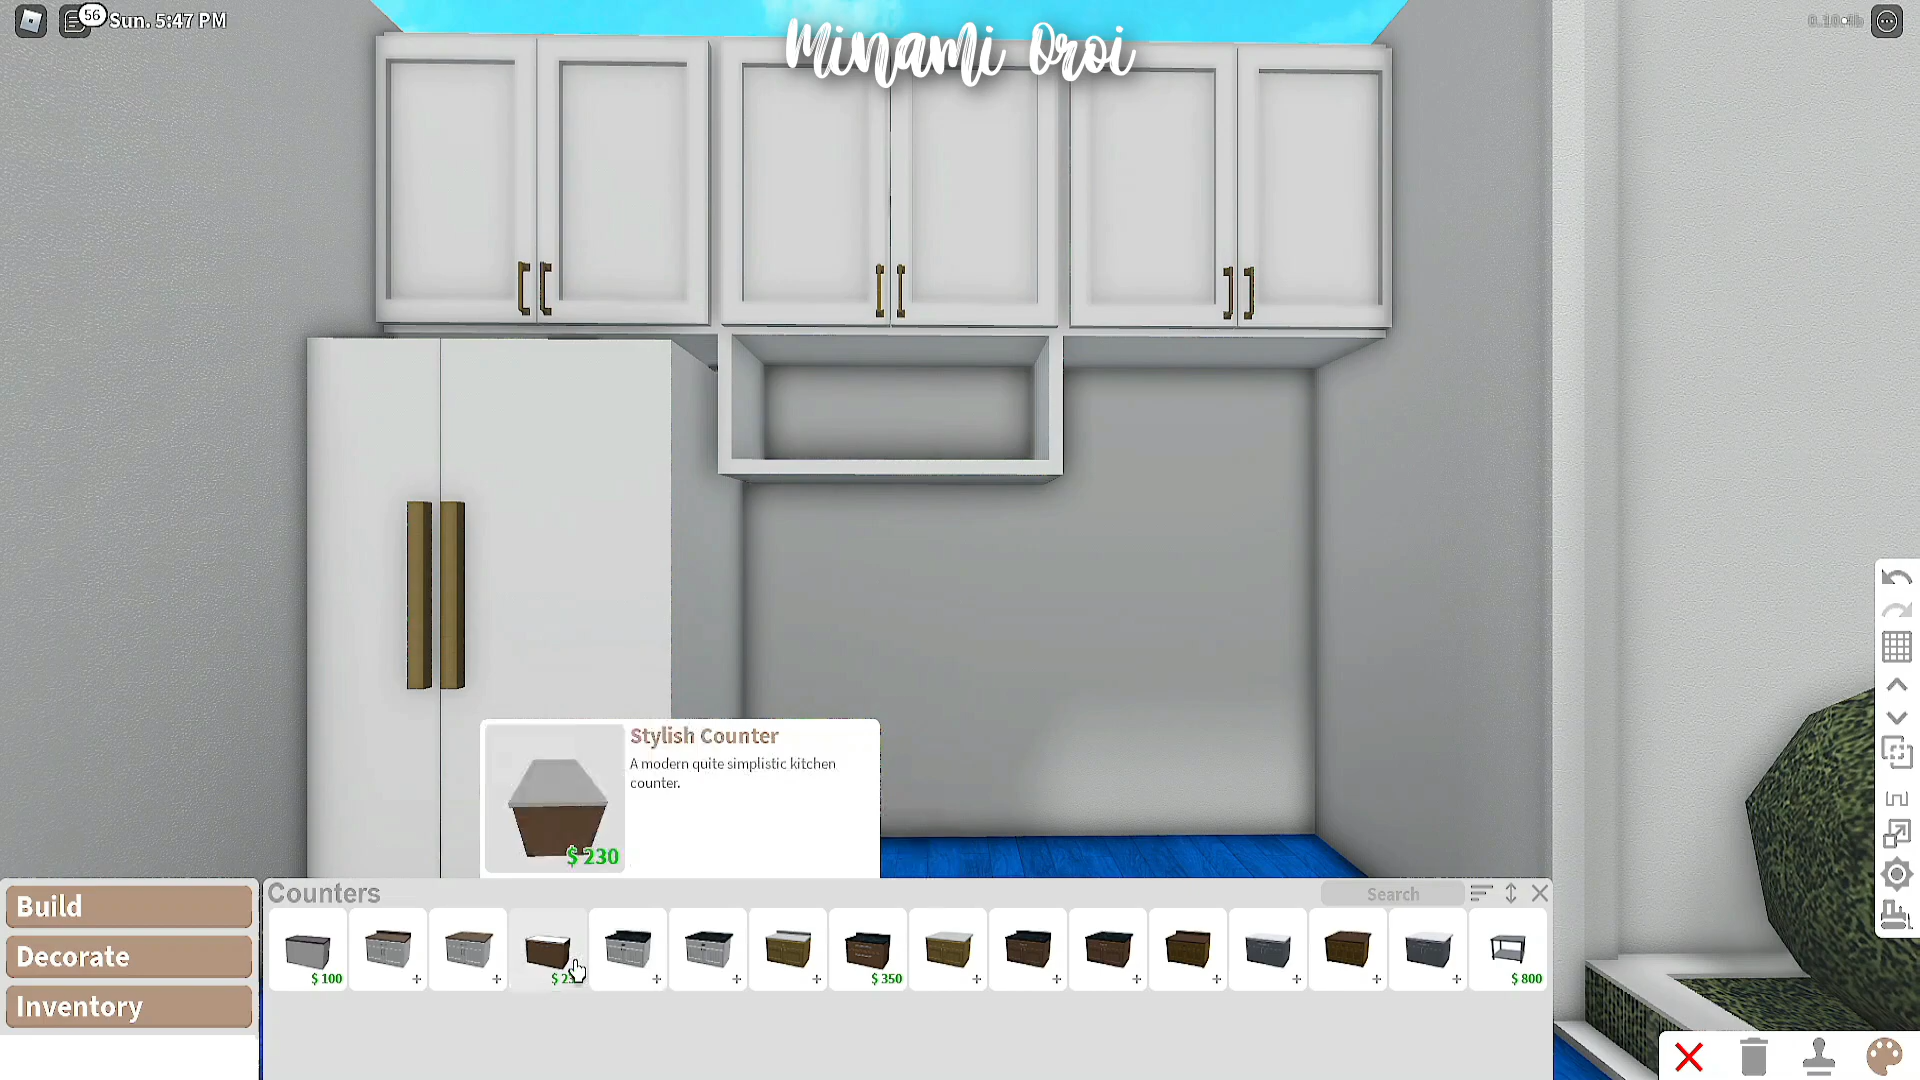 56
Sun. 5:47 PM
Minami Oroi
Stylish Counter
A modern quite simplistic kitchen
counter.
$ 230
Build
Decorate
Inventory
Counters
Search
$ 100
+
+
+
+
+
$ 350
+
+
+
+
+
+
+
$ 800